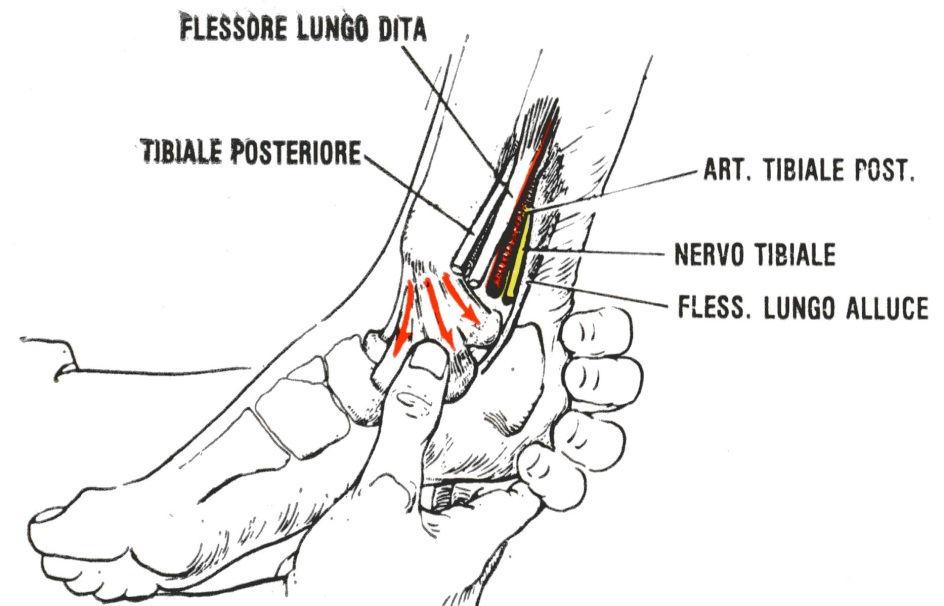 FLESSORE LUNGO DITA
TIBIALE POSTERIORE
ART. TIBIALE POST.
NERVO TIBIALE
FLESS. LUNGO ALLUCE